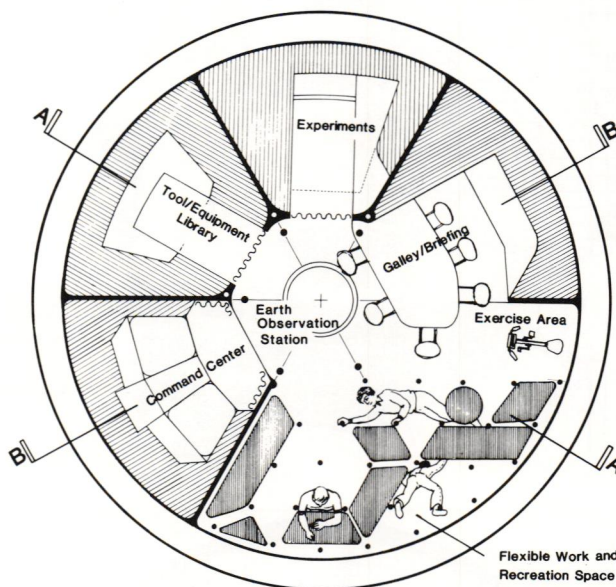 A
Experiments
B
Tool/Equipment
Library
Galley/Briefing
Earth
Observation
Station
Exercise Area
Command Center
B
A
Flexible Work and
Recreation Space